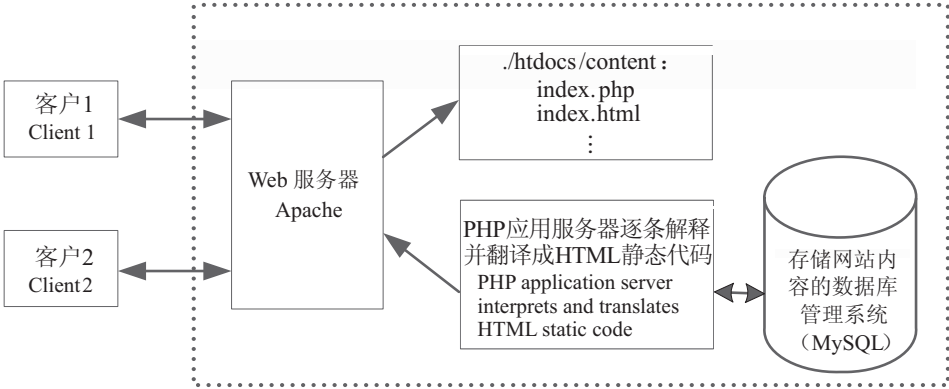 客户1
Client 1
客户2
Client2
Web 服务器
Apache
./htdocs/content：
index.php
index.html
⋮
PHP应用服务器逐条解释
并翻译成HTML静态代码
PHP application server
interprets and translates
HTML static code
存储网站内
容的数据库
管理系统
（MySQL）